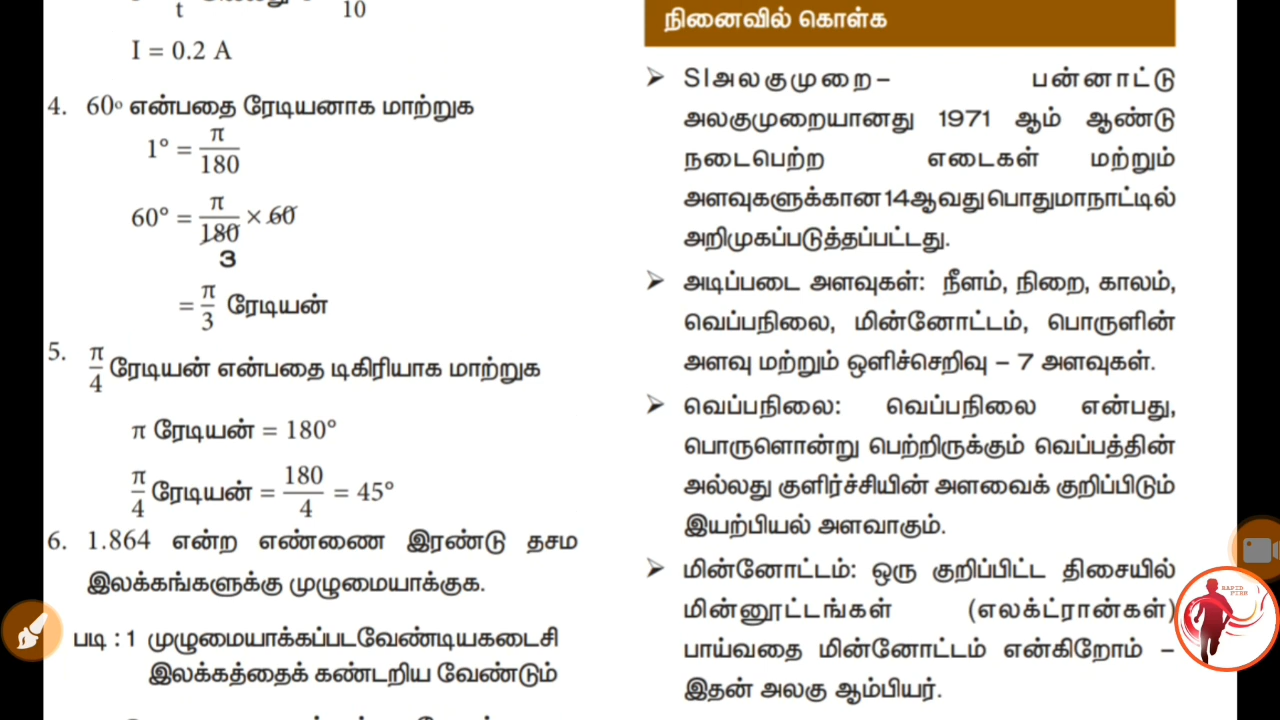 t
10
I = 0.2 A
4. 60° என்பதை ரேடியனாக மாற்றுக
1° = π/180
60° = π/180 × 60
3
= π/3 ரேடியன்
5. π/4 ரேடியன் என்பதை டிகிரியாக மாற்றுக
π ரேடியன் = 180°
π/4 ரேடியன் = 180/4 = 45°
6. 1.864 என்ற எண்ணை இரண்டு தசம
இலக்கங்களுக்கு முழுமையாக்குக.
படி : 1 முழுமையாக்கப்படவேண்டியகடைசி
இலக்கத்தைக் கண்டறிய வேண்டும்
நினைவில் கொள்க
➢ SIஅலகுமுறை– பன்னாட்டு
அலகுமுறையானது 1971 ஆம் ஆண்டு
நடைபெற்ற எடைகள் மற்றும்
அளவுகளுக்கான14ஆவதுபொதுமாநாட்டில்
அறிமுகப்படுத்தப்பட்டது.
➢ அடிப்படை அளவுகள்: நீளம், நிறை, காலம்,
வெப்பநிலை, மின்னோட்டம், பொருளின்
அளவு மற்றும் ஒளிச்செறிவு – 7 அளவுகள்.
➢ வெப்பநிலை: வெப்பநிலை என்பது,
பொருளொன்று பெற்றிருக்கும் வெப்பத்தின்
அல்லது குளிர்ச்சியின் அளவைக் குறிப்பிடும்
இயற்பியல் அளவாகும்.
➢ மின்னோட்டம்: ஒரு குறிப்பிட்ட திசையில்
மின்னூட்டங்கள் (எலக்ட்ரான்கள்)
பாய்வதை மின்னோட்டம் என்கிறோம் –
இதன் அலகு ஆம்பியர்.
RAPID
FIRE